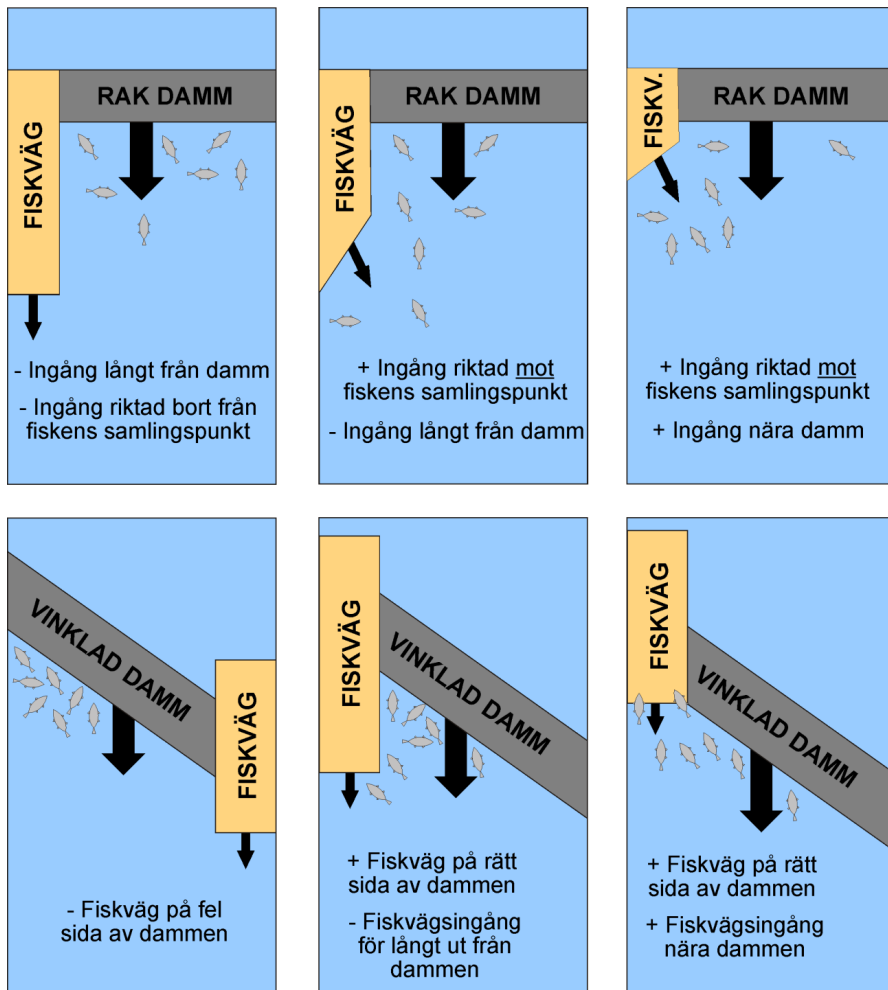 FISKVÄG
RAK DAMM
- Ingång långt från damm
- Ingång riktad bort från
fiskens samlingspunkt
FISKVÄG
RAK DAMM
+ Ingång riktad mot
fiskens samlingspunkt
- Ingång långt från damm
FISKV.
RAK DAMM
+ Ingång riktad mot
fiskens samlingspunkt
+ Ingång nära damm
VINKLAD DAMM
FISKVÄG
- Fiskväg på fel
sida av dammen
FISKVÄG
VINKLAD DAMM
+ Fiskväg på rätt
sida av dammen
- Fiskvägsingång
för långt ut från
dammen
FISKVÄG
VINKLAD DAMM
+ Fiskväg på rätt
sida av dammen
+ Fiskvägsingång
nära dammen